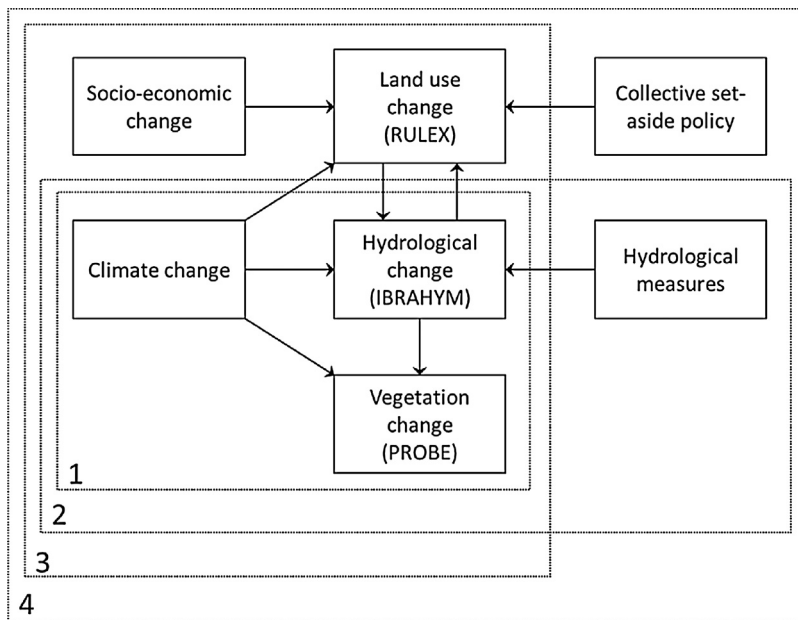 Socio-economic
change
Land use
change
(RULEX)
Collective set-
aside policy
Climate change
Hydrological
change
(IBRAHYM)
Hydrological
measures
Vegetation
change
(PROBE)
1
2
3
4